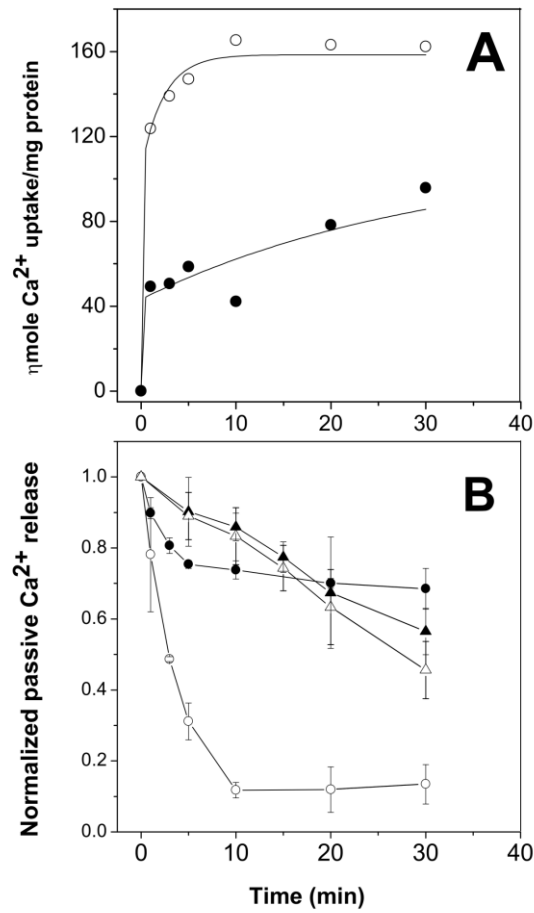 A
ηmole Ca²⁺ uptake/mg protein
160
120
80
40
0
0 10 20 30 40
B
Normalized passive Ca²⁺ release
1.0
0.8
0.6
0.4
0.2
0.0
0 10 20 30 40
Time (min)